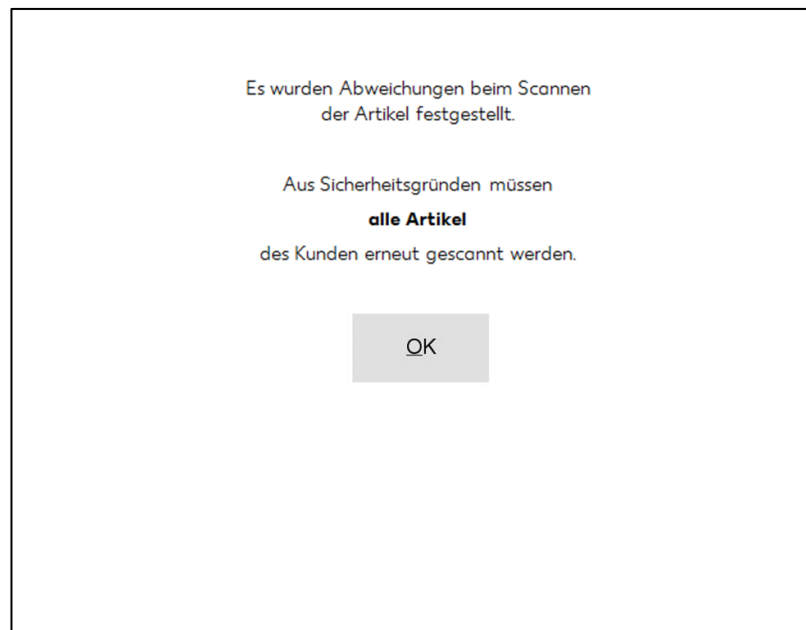 Es wurden Abweichungen beim Scannen
der Artikel festgestellt.
Aus Sicherheitsgründen müssen
alle Artikel
des Kunden erneut gescannt werden.
OK